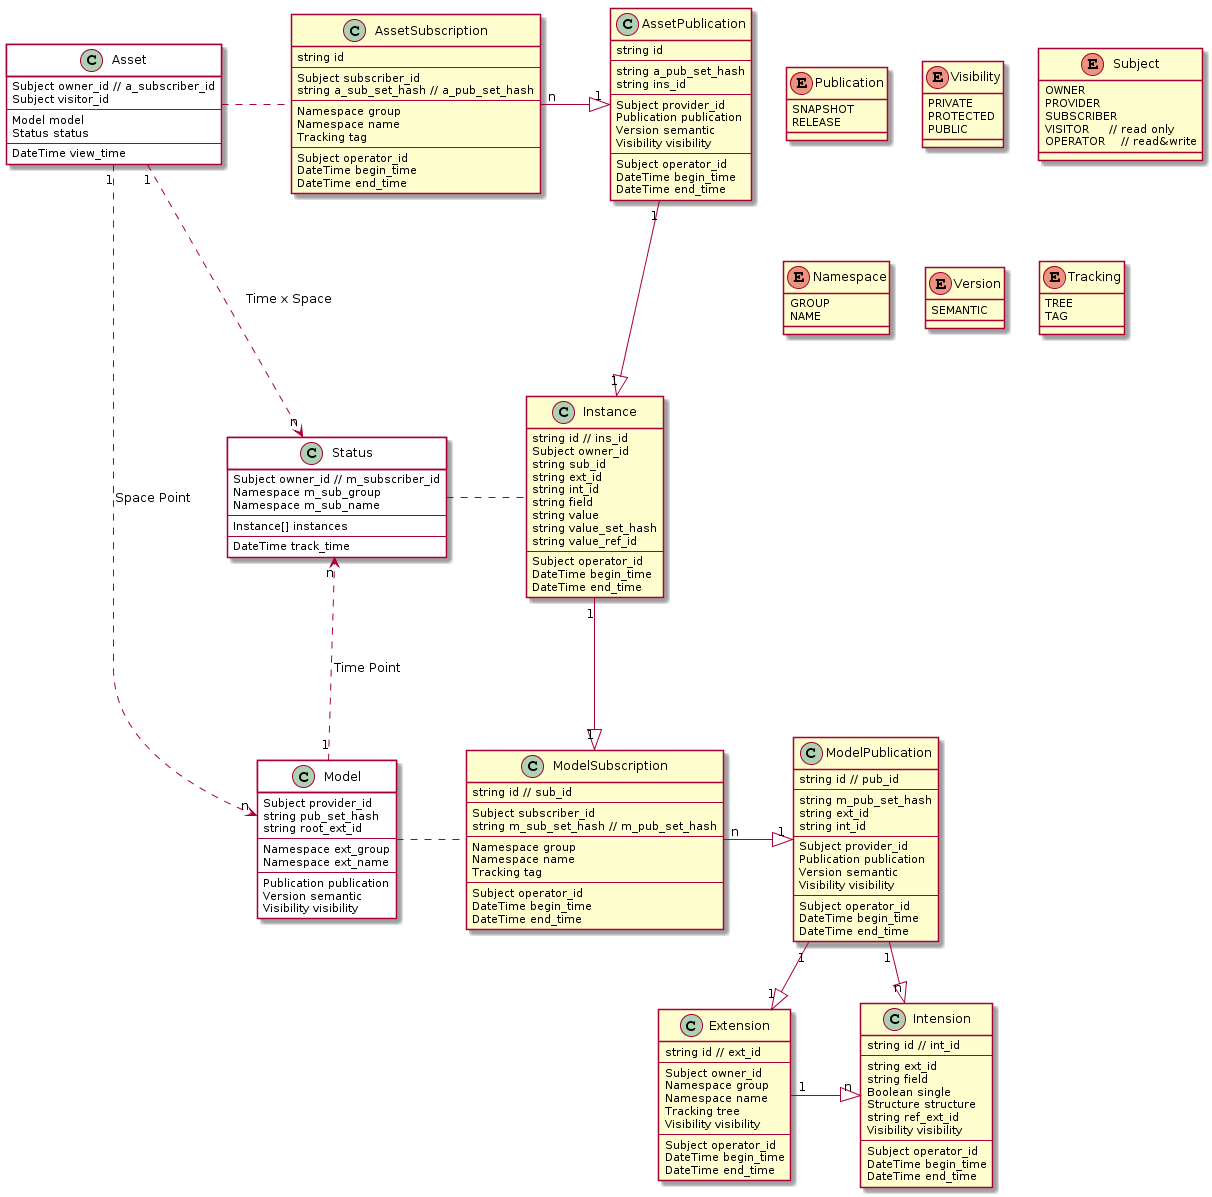 C Asset
Subject owner_id // a_subscriber_id
Subject visitor_id
Model model
Status status
DateTime view_time
C AssetSubscription
string id
Subject subscriber_id
string a_sub_set_hash // a_pub_set_hash
Namespace group
Namespace name
Tracking tag
Subject operator_id
DateTime begin_time
DateTime end_time
n
1
C AssetPublication
string id
string a_pub_set_hash
string ins_id
Subject provider_id
Publication publication
Version semantic
Visibility visibility
Subject operator_id
DateTime begin_time
DateTime end_time
E Publication
SNAPSHOT
RELEASE
E Visibility
PRIVATE
PROTECTED
PUBLIC
E Subject
OWNER
PROVIDER
SUBSCRIBER
VISITOR // read only
OPERATOR // read&write
1
1
1
Time x Space
E Namespace
GROUP
NAME
E Version
SEMANTIC
E Tracking
TREE
TAG
n
1
C Status
Subject owner_id // m_subscriber_id
Namespace m_sub_group
Namespace m_sub_name
Instance[] instances
DateTime track_time
C Instance
string id // ins_id
Subject owner_id
string sub_id
string ext_id
string int_id
string field
string value
string value_set_hash
string value_ref_id
Subject operator_id
DateTime begin_time
DateTime end_time
Space Point
n
1
Time Point
1
1
n
C Model
Subject provider_id
string pub_set_hash
string root_ext_id
Namespace ext_group
Namespace ext_name
Publication publication
Version semantic
Visibility visibility
C ModelSubscription
string id // sub_id
Subject subscriber_id
string m_sub_set_hash // m_pub_set_hash
Namespace group
Namespace name
Tracking tag
Subject operator_id
DateTime begin_time
DateTime end_time
n
1
C ModelPublication
string id // pub_id
string m_pub_set_hash
string ext_id
string int_id
Subject provider_id
Publication publication
Version semantic
Visibility visibility
Subject operator_id
DateTime begin_time
DateTime end_time
1
1
1
n
C Extension
string id // ext_id
Subject owner_id
Namespace group
Namespace name
Tracking tree
Visibility visibility
Subject operator_id
DateTime begin_time
DateTime end_time
1
n
C Intension
string id // int_id
string ext_id
string field
Boolean single
Structure structure
string ref_ext_id
Visibility visibility
Subject operator_id
DateTime begin_time
DateTime end_time